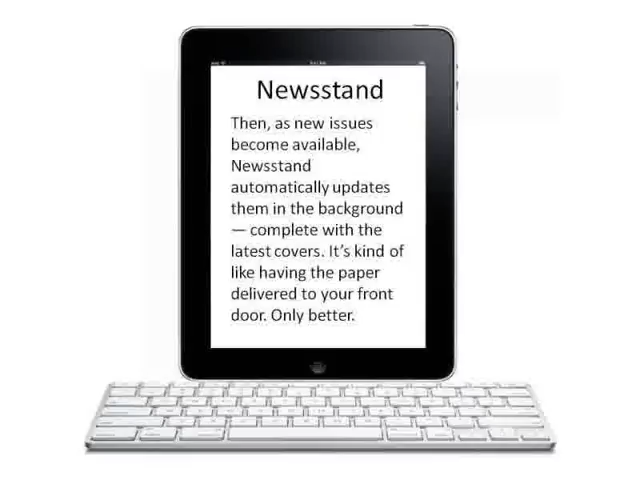 Newsstand
Then, as new issues
become available,
Newsstand
automatically updates
them in the background
— complete with the
latest covers. It’s kind of
like having the paper
delivered to your front
door. Only better.